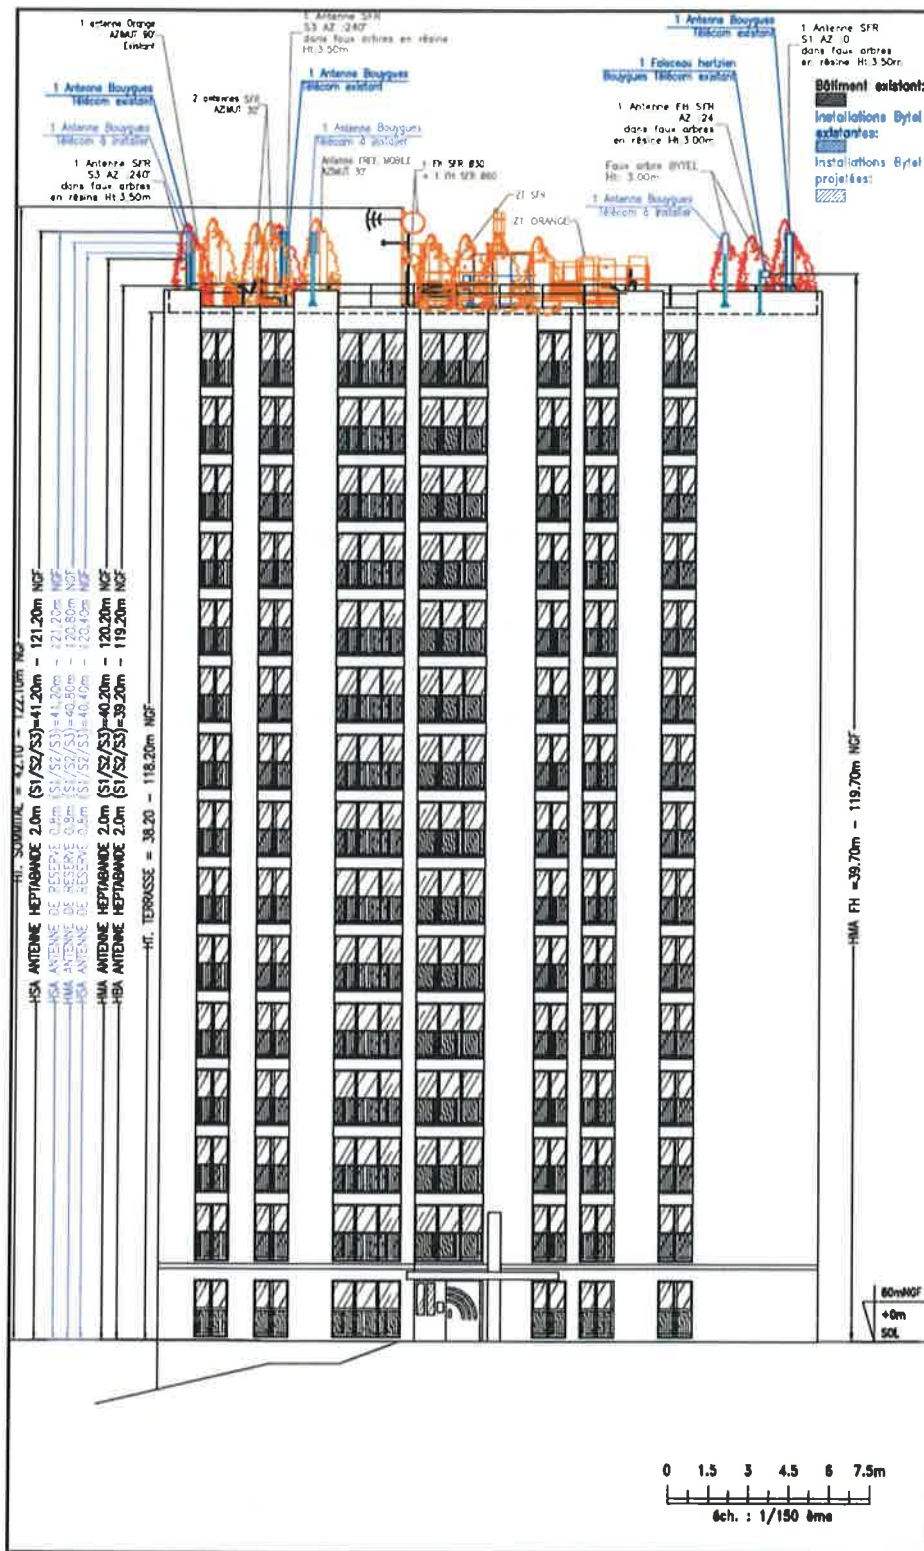 1 antenne Orange
AZIMUT 90°
Existant
1 Antenne SFR
S3 AZ :240°
dans faux arbres en résine
Ht 3.50m
1 Antenne Bouygues
Télécom existant
1 Antenne SFR
S1 AZ :0
dans faux arbres
en résine Ht 3.50m
1 Antenne Bouygues
Télécom existant
2 antennes SFR
AZIMUT 30°
1 Antenne Bouygues
Télécom existant
1 Faisceau hertzien
Bouygues Télécom existant
Bâtiment existant:
Installations Bytel
existantes:
Installations Bytel
projetées:
1 Antenne Bouygues
Télécom à installer
1 Antenne Bouygues
Télécom à installer
1 Antenne FH SFR
AZ :24
dans faux arbres
en résine Ht 3.00m
1 Antenne SFR
S3 AZ :240°
dans faux arbres
en résine Ht 3.50m
Antenne FREE MOBILE
AZIMUT 30°
1 FH SFR Ø30
+ 1 FH SFR Ø60
Faux arbre BYTEL
Ht: 3.00m
ZT SFR
ZT ORANGE
1 Antenne Bouygues
Télécom à installer
HT. SOMMITAL = 42.10 - 122.10m NGF
HSA ANTENNE HEPTABANDE 2.0m (S1/S2/S3)=41.20m - 121.20m NGF
HSA ANTENNE DE RESERVE 0.8m (S1/S2/S3)=41.20m - 121.20m NGF
HMA ANTENNE DE RESERVE 0.8m (S1/S2/S3)=40.80m - 120.80m NGF
HSA ANTENNE DE RESERVE 0.8m (S1/S2/S3)=40.40m - 120.40m NGF
HMA ANTENNE HEPTABANDE 2.0m (S1/S2/S3)=40.20m - 120.20m NGF
HBA ANTENNE HEPTABANDE 2.0m (S1/S2/S3)=39.20m - 119.20m NGF
HT. TERRASSE = 38.20 - 118.20m NGF
HMA FH =39.70m - 119.70m NGF
80mNGF
+0m
SOL
0 1.5 3 4.5 6 7.5m
éch. : 1/150 ème